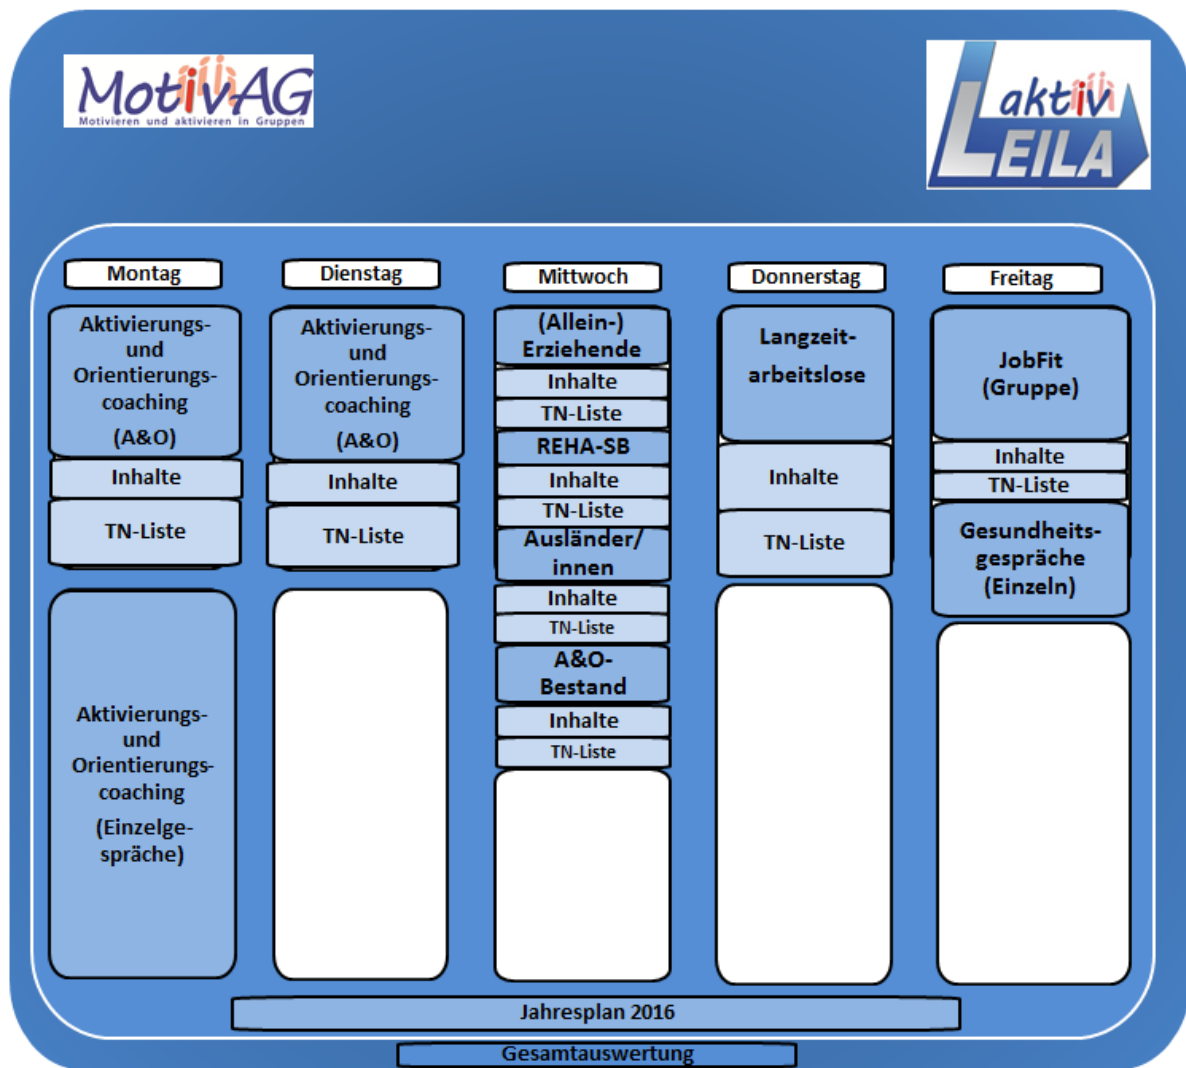 MotivAG
Motivieren und aktivieren in Gruppen
aktiv
LEILA
Montag
Aktivierungs-
und
Orientierungs-
coaching
(A&O)
Inhalte
TN-Liste
Aktivierungs-
und
Orientierungs-
coaching
(Einzelge-
spräche)
Dienstag
Aktivierungs-
und
Orientierungs-
coaching
(A&O)
Inhalte
TN-Liste
Mittwoch
(Allein-)
Erziehende
Inhalte
TN-Liste
REHA-SB
Inhalte
TN-Liste
Ausländer/
innen
Inhalte
TN-Liste
A&O-
Bestand
Inhalte
TN-Liste
Donnerstag
Langzeit-
arbeitslose
Inhalte
TN-Liste
Freitag
JobFit
(Gruppe)
Inhalte
TN-Liste
Gesundheits-
gespräche
(Einzeln)
Jahresplan 2016
Gesamtauswertung